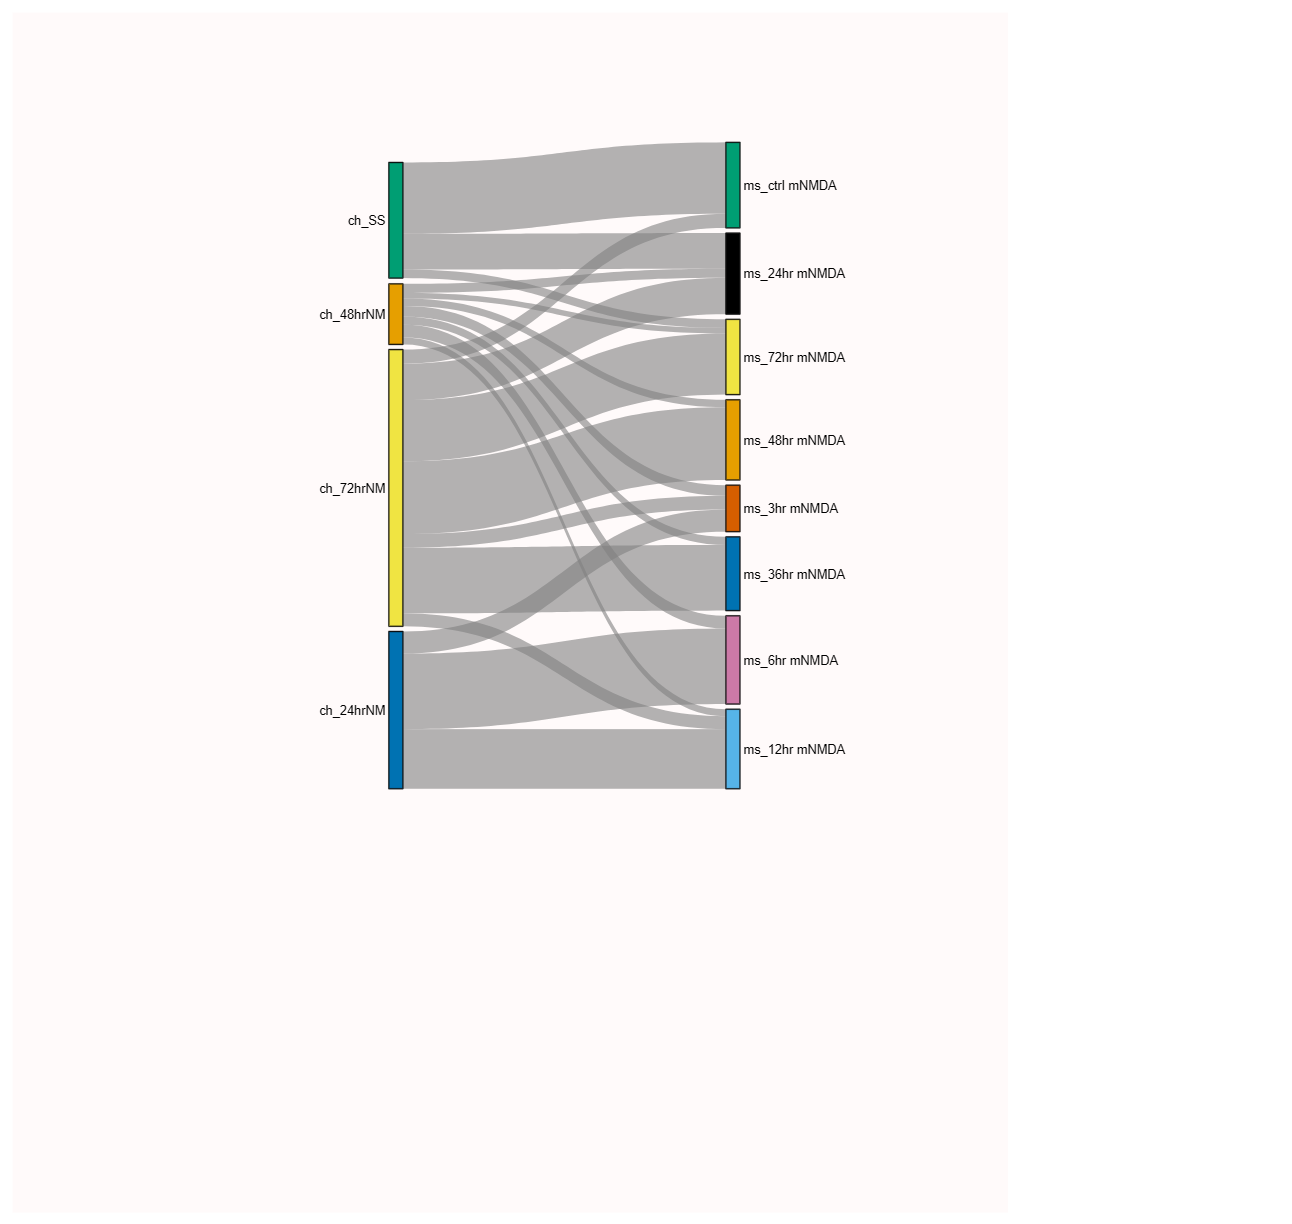 ch_SS
ch_48hrNM
ch_72hrNM
ch_24hrNM
ms_ctrl mNMDA
ms_24hr mNMDA
ms_72hr mNMDA
ms_48hr mNMDA
ms_3hr mNMDA
ms_36hr mNMDA
ms_6hr mNMDA
ms_12hr mNMDA